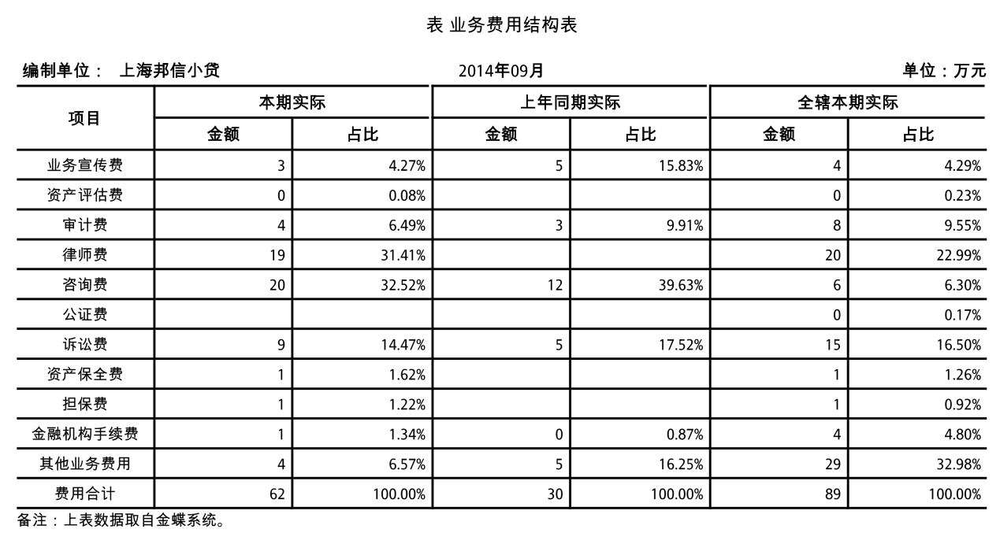 表 业务费用结构表
编制单位： 上海邦信小贷 2014年09月 单位：万元
项目 本期实际 上年同期实际 全辖本期实际
金额 占比 金额 占比 金额 占比
业务宣传费 3 4.27% 5 15.83% 4 4.29%
资产评估费 0 0.08% 0 0.23%
审计费 4 6.49% 3 9.91% 8 9.55%
律师费 19 31.41% 20 22.99%
咨询费 20 32.52% 12 39.63% 6 6.30%
公证费 0 0.17%
诉讼费 9 14.47% 5 17.52% 15 16.50%
资产保全费 1 1.62% 1 1.26%
担保费 1 1.22% 1 0.92%
金融机构手续费 1 1.34% 0 0.87% 4 4.80%
其他业务费用 4 6.57% 5 16.25% 29 32.98%
费用合计 62 100.00% 30 100.00% 89 100.00%
备注：上表数据取自金蝶系统。